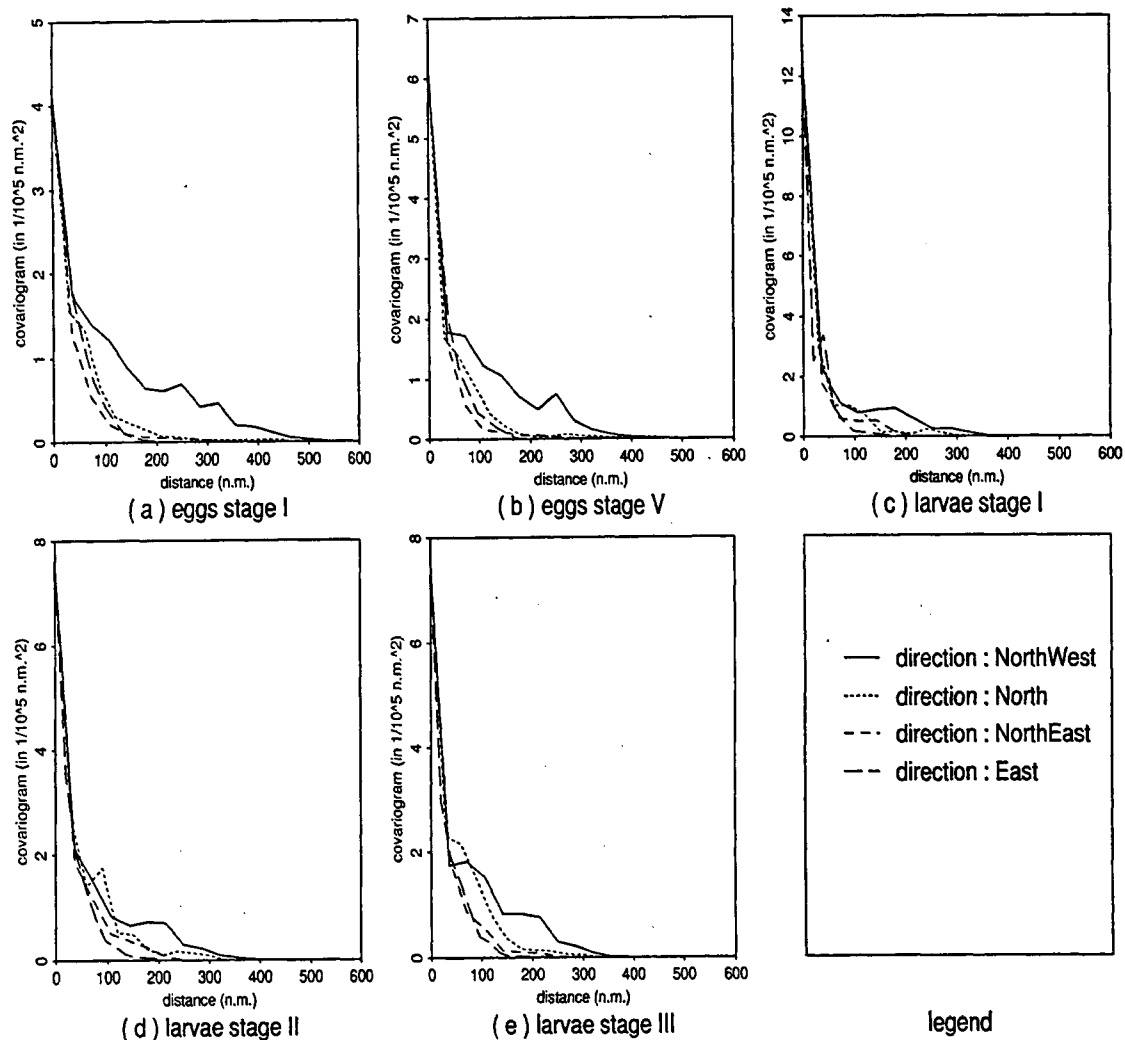 covariogram (in 1/10^5 n.m.^2)
0 1 2 3 4 5
0 100 200 300 400 500 600
distance (n.m.)
( a ) eggs stage I
covariogram (in 1/10^5 n.m.^2)
0 1 2 3 4 5 6 7
0 100 200 300 400 500 600
distance (n.m.)
( b ) eggs stage V
covariogram (in 1/10^5 n.m.^2)
0 2 4 6 8 10 12 14
0 100 200 300 400 500 600
distance (n.m.)
( c ) larvae stage I
covariogram (in 1/10^5 n.m.^2)
0 2 4 6 8
0 100 200 300 400 500 600
distance (n.m.)
( d ) larvae stage II
covariogram (in 1/10^5 n.m.^2)
0 2 4 6 8
0 100 200 300 400 500 600
distance (n.m.)
( e ) larvae stage III
direction : NorthWest
direction : North
direction : NorthEast
direction : East
legend